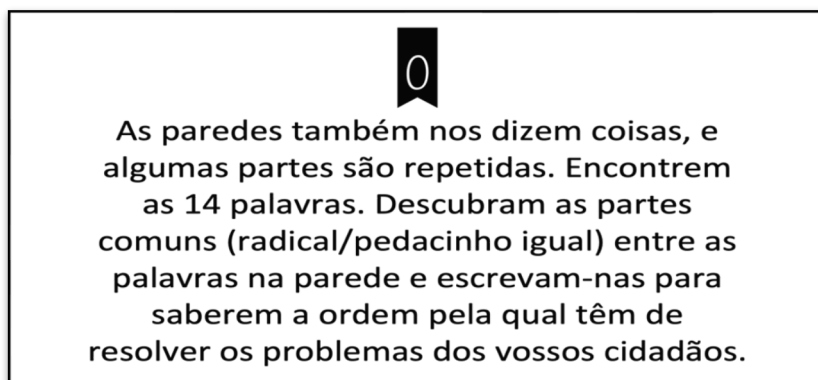 0
As paredes também nos dizem coisas, e
algumas partes são repetidas. Encontrem
as 14 palavras. Descubram as partes
comuns (radical/pedacinho igual) entre as
palavras na parede e escrevam-nas para
saberem a ordem pela qual têm de
resolver os problemas dos vossos cidadãos.